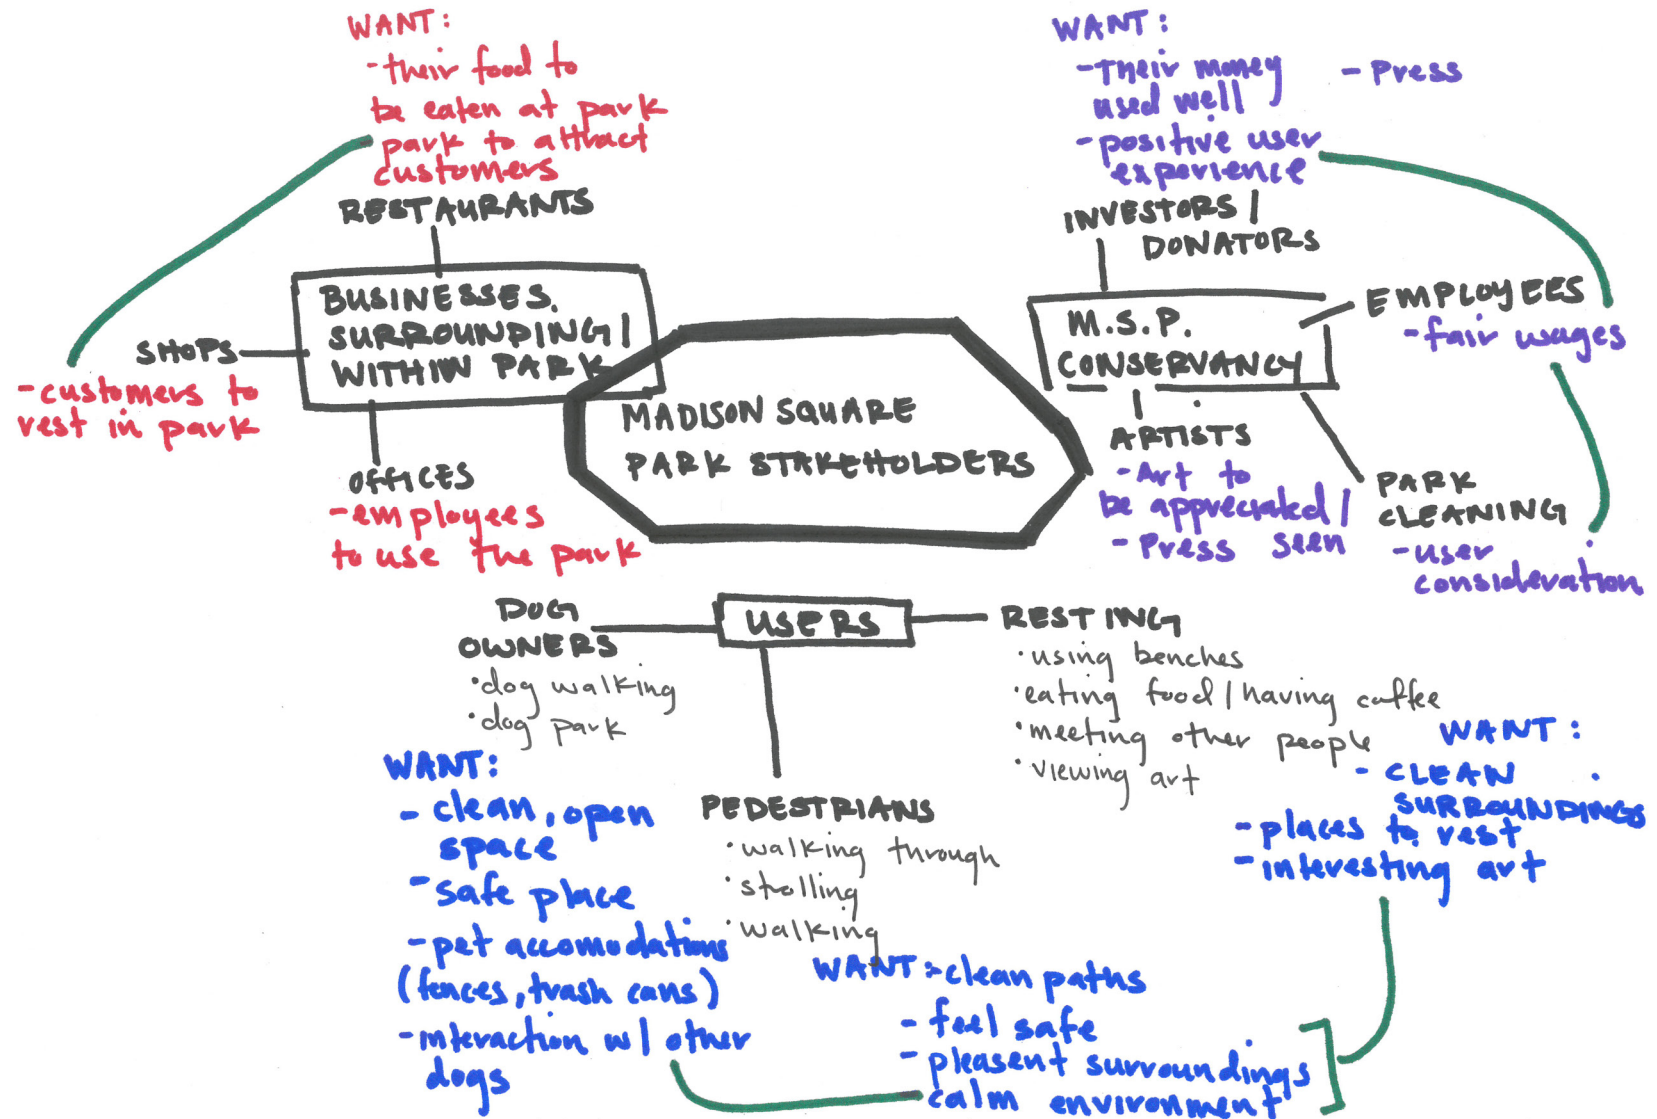 WANT:
-their food to
be eaten at park
park to attract
customers
RESTAURANTS
BUSINESSES.
SURROUNDING/
WITHIN PARK
SHOPS
-customers to
rest in park
OFFICES
-employees
to use the park
WANT:
-Their money
used well
-Press
-positive user
experience
INVESTORS/
DONATORS
M.S.P.
CONSERVANCY
EMPLOYEES
-fair wages
ARTISTS
-Art to
be appreciated/
-Press seen
PARK
CLEANING
-user
consideration
MADISON SQUARE
PARK STAKEHOLDERS
USERS
DOG
OWNERS
·dog walking
·dog park
WANT:
-clean, open
space
-safe place
-pet accomodations
(fences, trash cans)
-interaction w/ other
dogs
PEDESTRIANS
·walking through
·strolling
·walking
WANT:-clean paths
-feel safe
-pleasent surroundings
-calm environment
RESTING
·using benches
·eating food/having coffee
·meeting other people
·viewing art
WANT:
-CLEAN
SURROUNDINGS
-places to rest
-interesting art